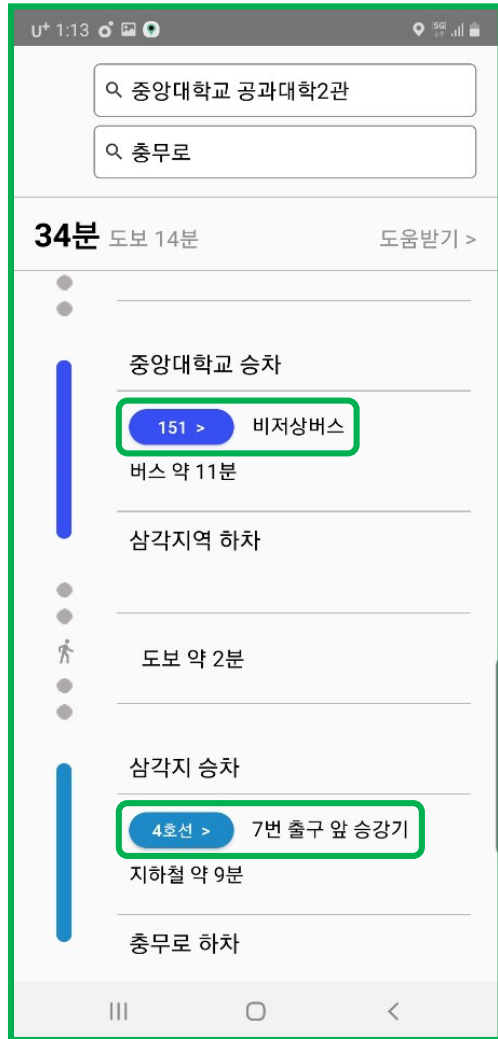 U+ 1:13 5G
중앙대학교 공과대학2관
충무로
34분 도보 14분 도움받기 >
중앙대학교 승차
151 > 비저상버스
버스 약 11분
삼각지역 하차
도보 약 2분
삼각지 승차
4호선 > 7번 출구 앞 승강기
지하철 약 9분
충무로 하차